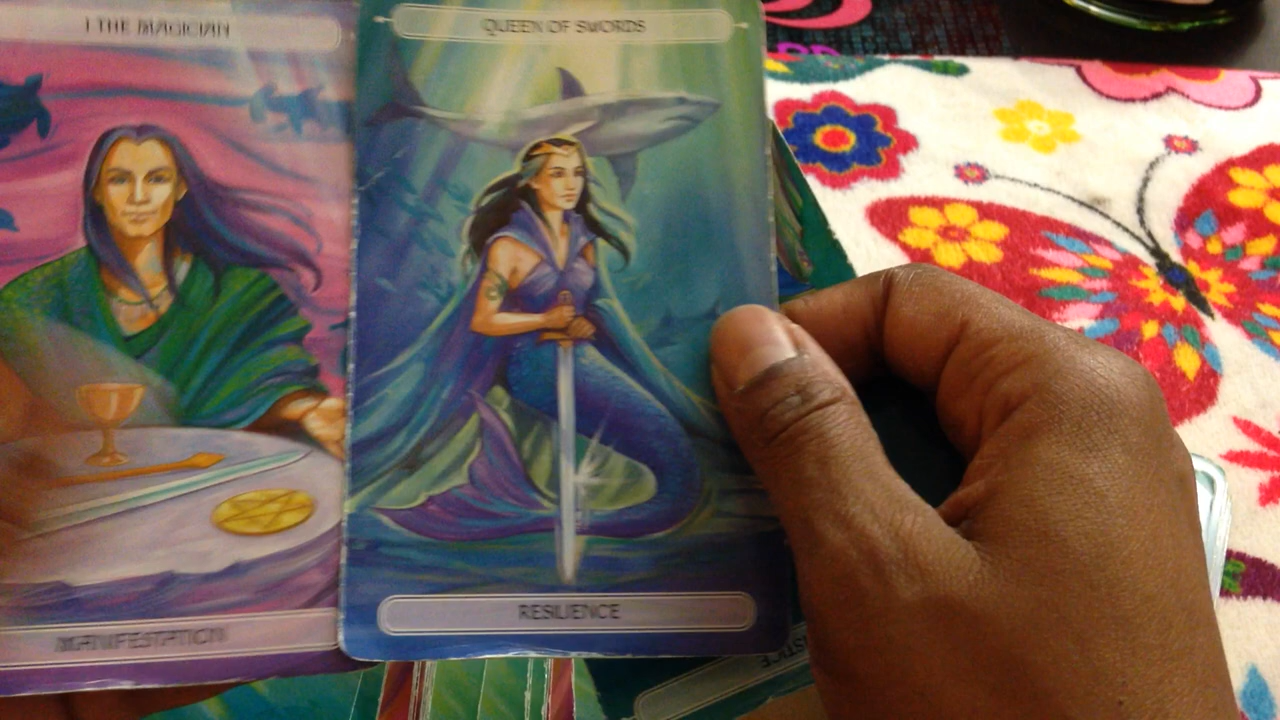 I THE MAGICIAN
QUEEN OF SWORDS
MANIFESTATION
RESILIENCE